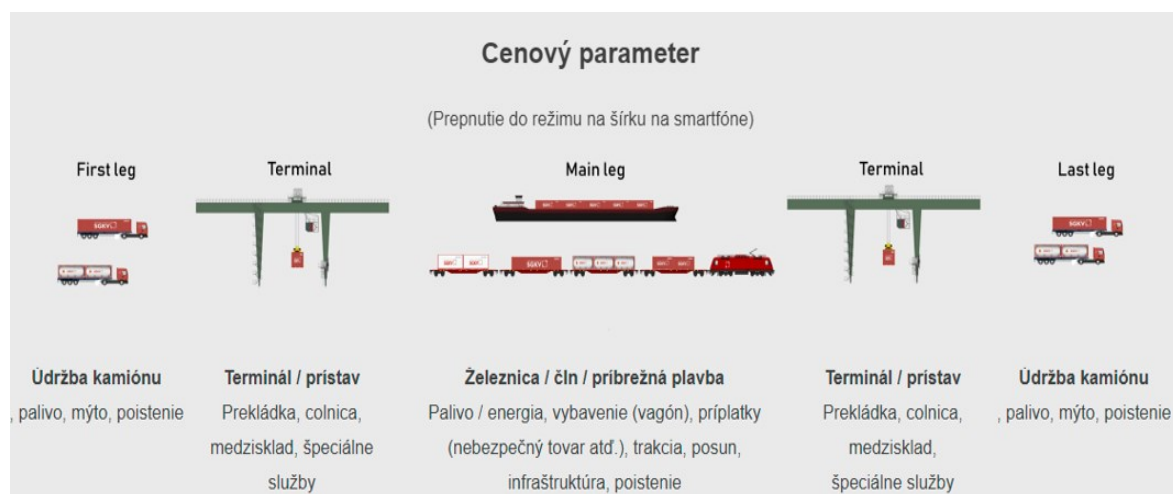 Cenový parameter
(Prepnutie do režimu na šírku na smartfóne)
First leg
Terminal
Main leg
Terminal
Last leg
SGKV
SGKV
SGKV
Údržba kamiónu
, palivo, mýto, poistenie
Terminál / prístav
Prekládka, colnica,
medzisklad, špeciálne
služby
Železnica / čln / príbrežná plavba
Palivo / energia, vybavenie (vagón), príplatky
(nebezpečný tovar atď.), trakcia, posun,
infraštruktúra, poistenie
Terminál / prístav
Prekládka, colnica,
medzisklad,
špeciálne služby
Údržba kamiónu
, palivo, mýto, poistenie